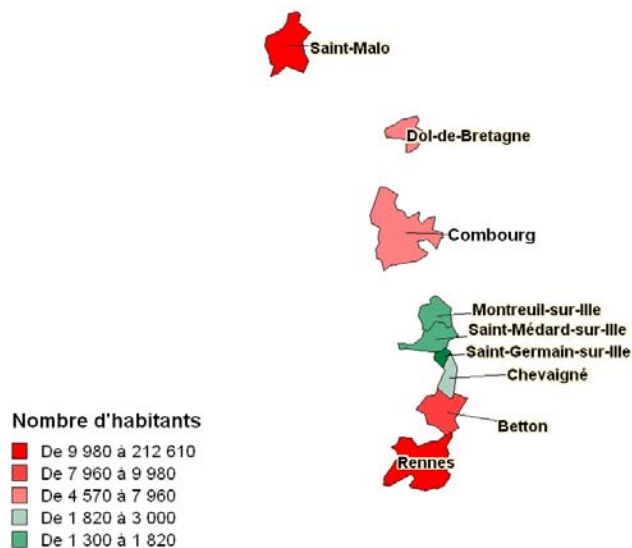 Saint-Malo
Dol-de-Bretagne
Combourg
Montreuil-sur-Ille
Saint-Médard-sur-Ille
Saint-Germain-sur-Ille
Chevaigné
Betton
Rennes
Nombre d'habitants
De 9 980 à 212 610
De 7 960 à 9 980
De 4 570 à 7 960
De 1 820 à 3 000
De 1 300 à 1 820